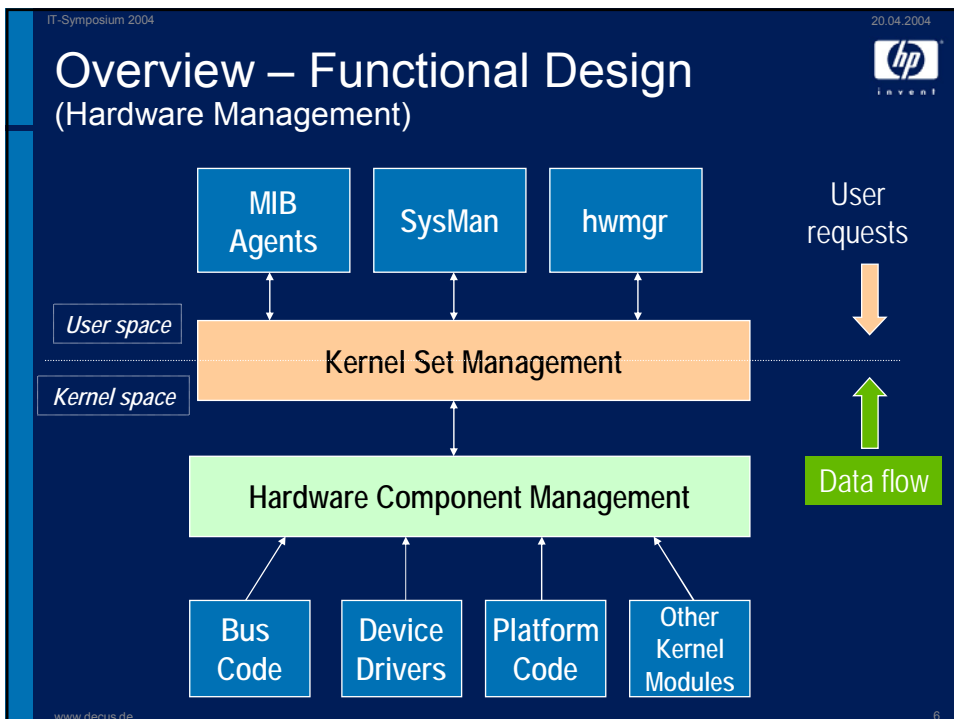 IT-Symposium 2004
20.04.2004
Overview – Functional Design
(Hardware Management)
hp
invent
MIB
Agents
SysMan
hwmgr
User
requests
User space
Kernel Set Management
Kernel space
Hardware Component Management
Data flow
Bus
Code
Device
Drivers
Platform
Code
Other
Kernel
Modules
www.decus.de
6